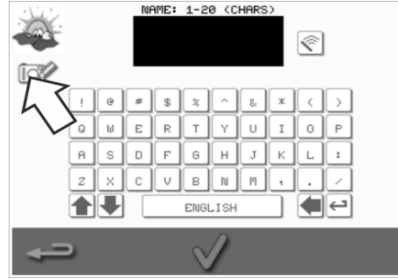 NAME: 1-20 (CHARS)
! @ # $ % ^ & * ( )
Q W E R T Y U I O P
A S D F G H J K L :
Z X C V B N M , . /
ENGLISH